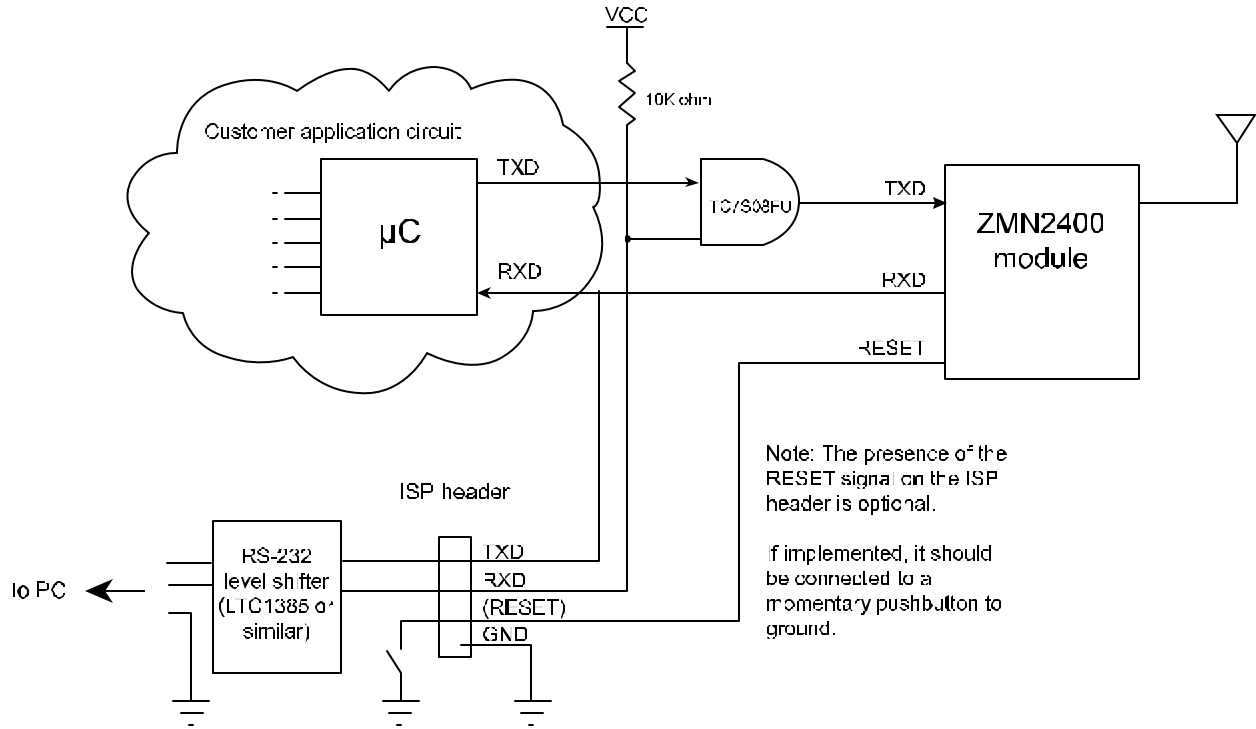 VCC
10K ohm
Customer application circuit
TXD
TC7S08FU
TXD
µC
ZMN2400
module
RXD
RXD
RESET
Note: The presence of the
RESET signal on the ISP
header is optional.
If implemented, it should
be connected to a
momentary pushbutton to
ground.
ISP header
RS-232
level shifter
(LTC1385 or
similar)
TXD
RXD
(RESET)
GND
to PC